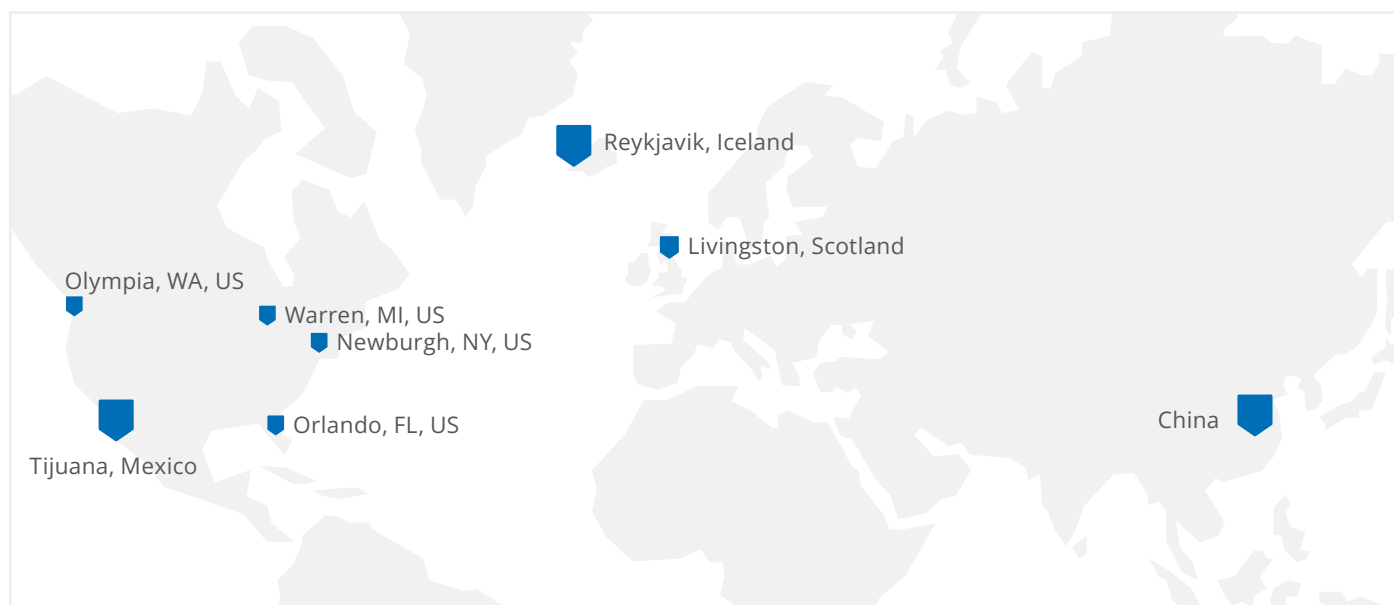 Reykjavik, Iceland
Livingston, Scotland
Olympia, WA, US
Warren, MI, US
Newburgh, NY, US
China
Orlando, FL, US
Tijuana, Mexico